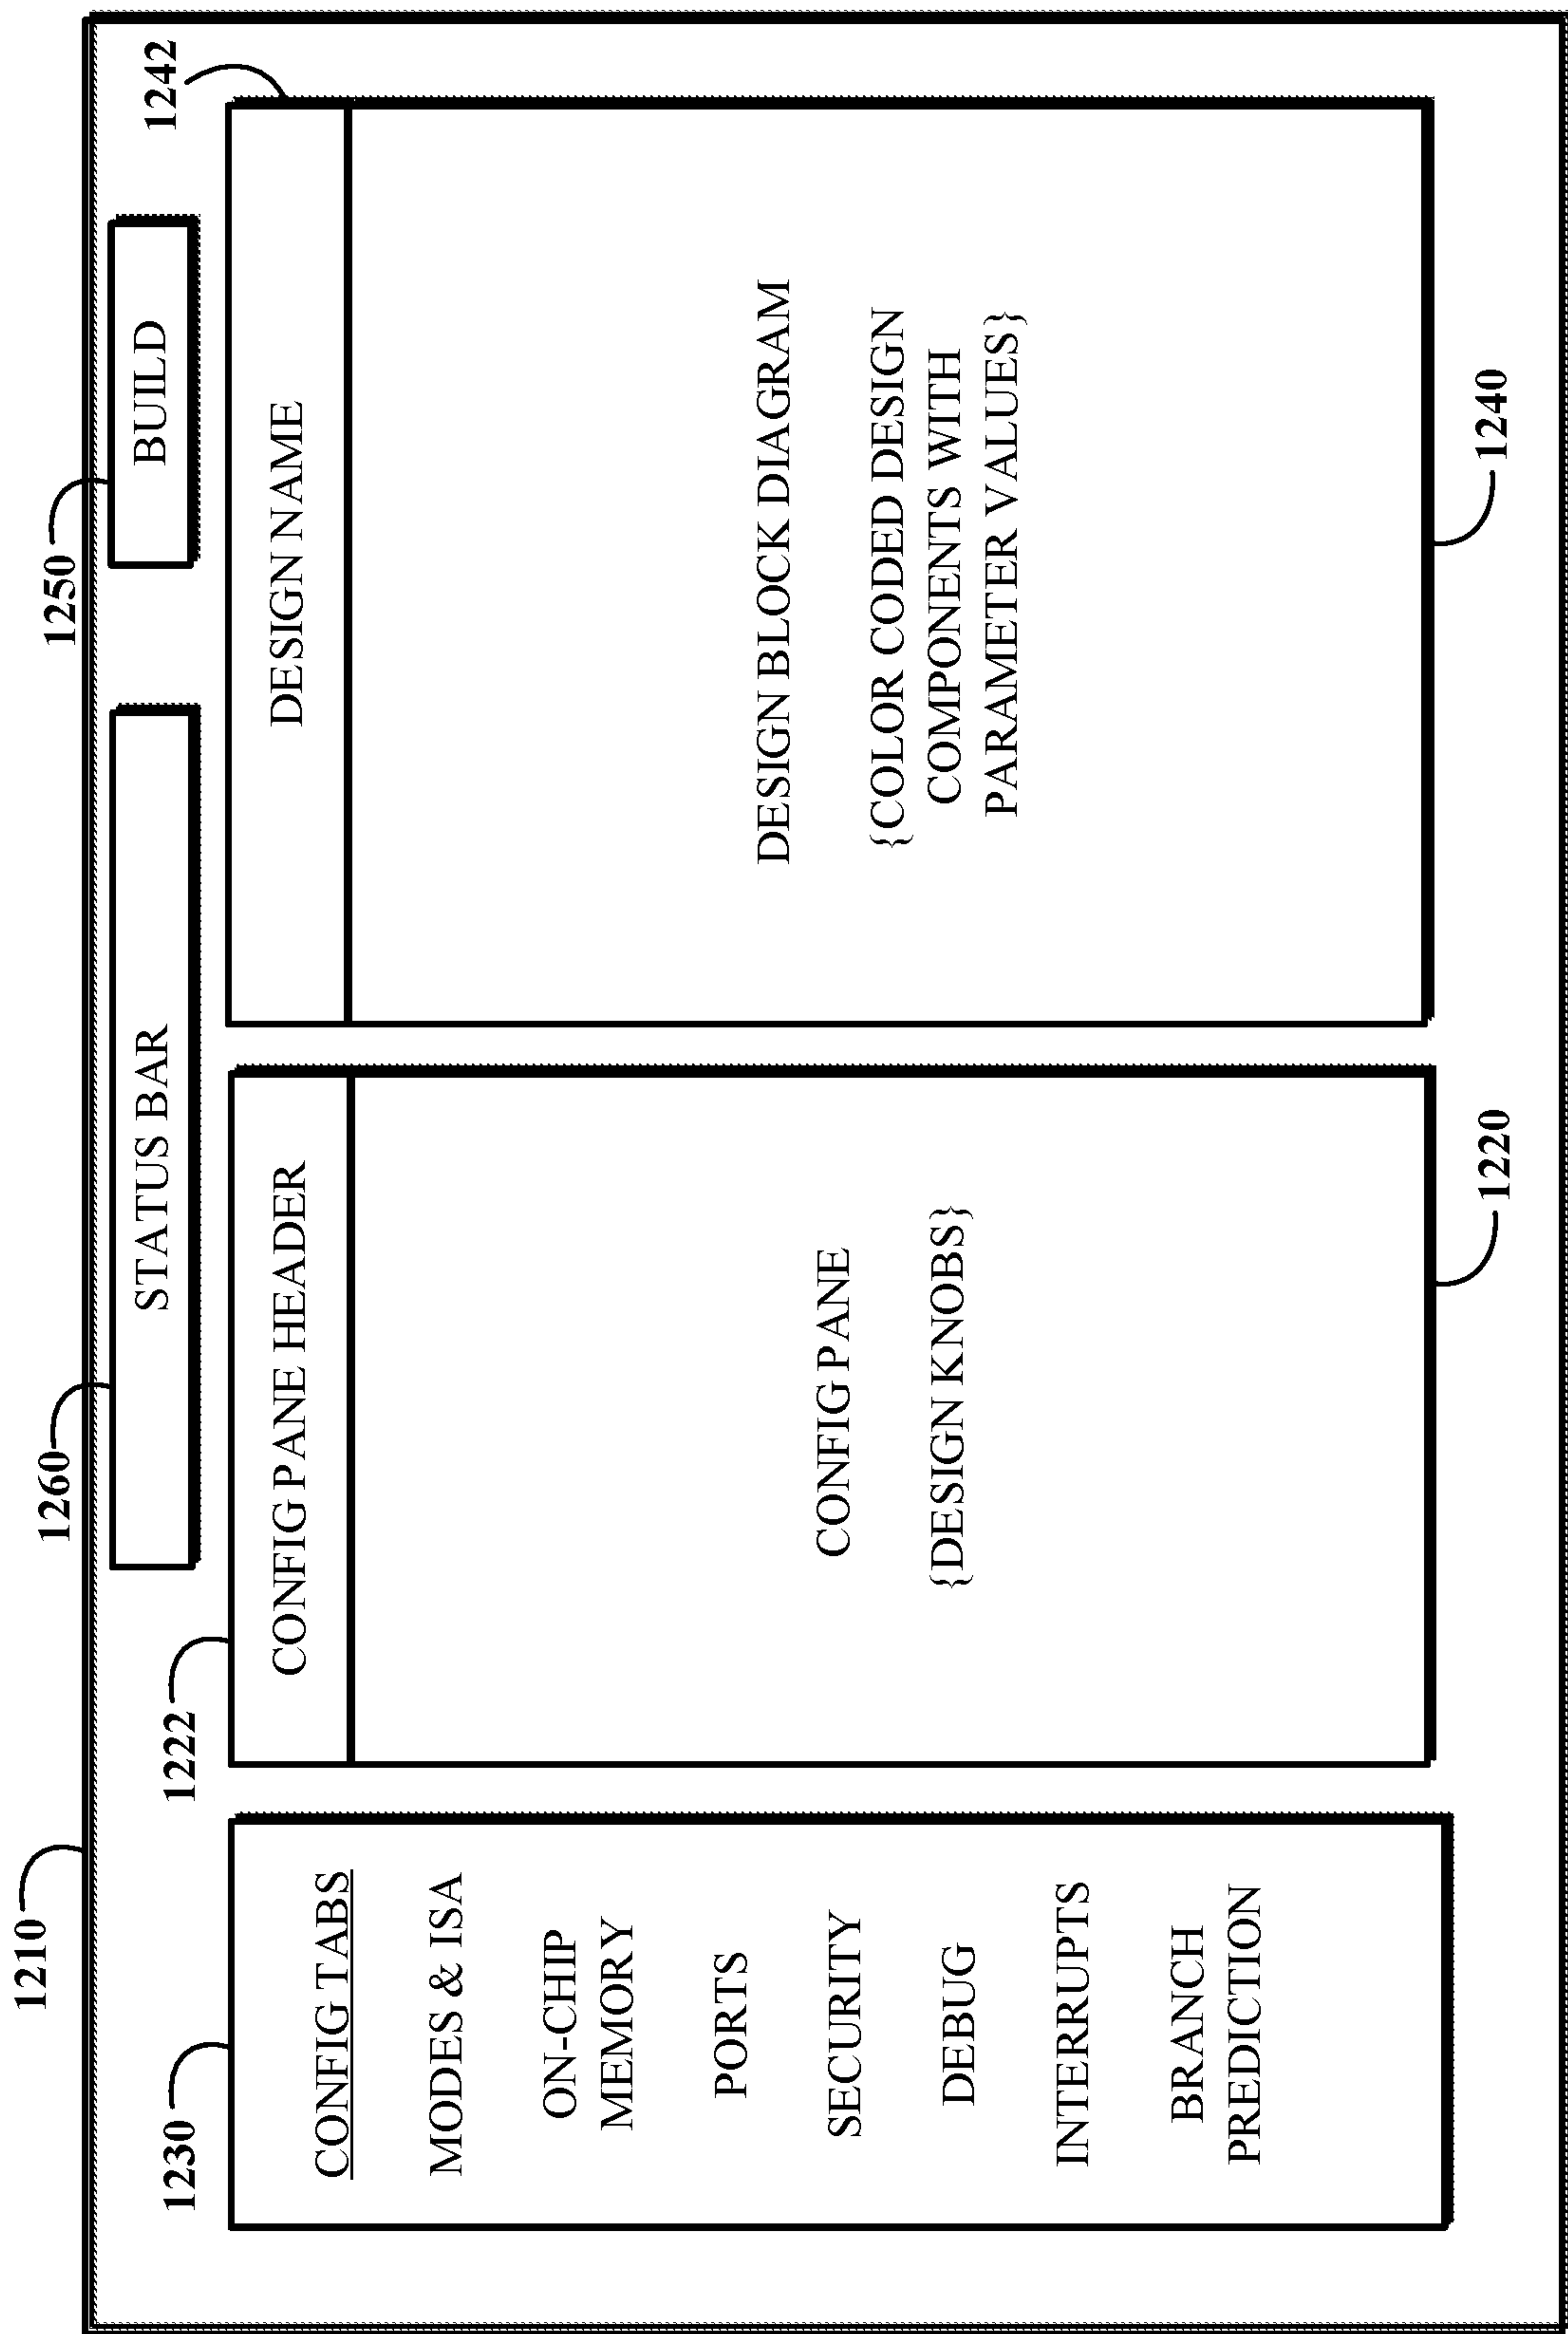 1210
1260
STATUS BAR
1250
BUILD
1230
CONFIG TABS
MODES & ISA
ON-CHIP
MEMORY
PORTS
SECURITY
DEBUG
INTERRUPTS
BRANCH
PREDICTION
1222
CONFIG PANE HEADER
CONFIG PANE
{DESIGN KNOBS}
1220
1242
DESIGN NAME
DESIGN BLOCK DIAGRAM
{COLOR CODED DESIGN
COMPONENTS WITH
PARAMETER VALUES}
1240